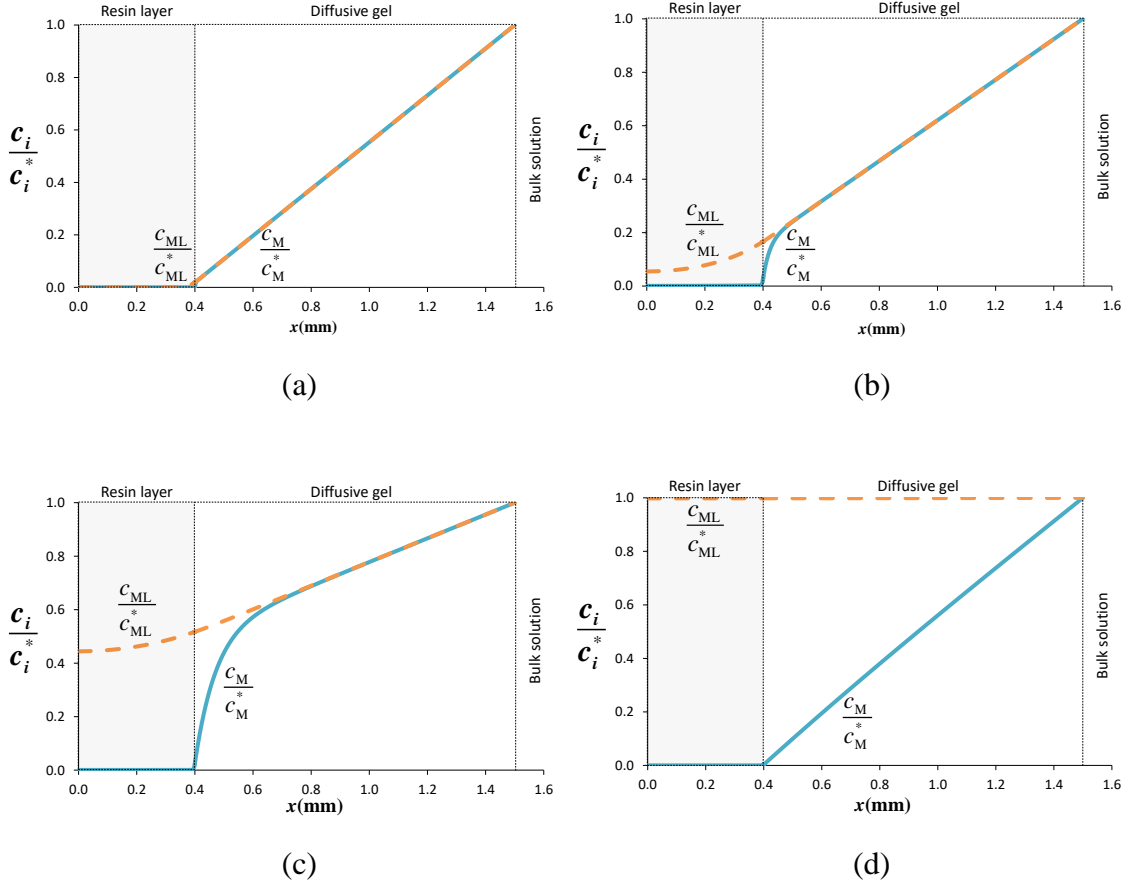 Resin layer Diffusive gel
1.0
0.8
0.6
0.4
0.2
0.0
c_i / c_i^*
c_ML / c_ML^*
c_M / c_M^*
Bulk solution
0.0 0.2 0.4 0.6 0.8 1.0 1.2 1.4 1.6
x(mm)
(a)
Resin layer Diffusive gel
1.0
0.8
0.6
0.4
0.2
0.0
c_i / c_i^*
c_ML / c_ML^*
c_M / c_M^*
Bulk solution
0.0 0.2 0.4 0.6 0.8 1.0 1.2 1.4 1.6
x(mm)
(b)
Resin layer Diffusive gel
1.0
0.8
0.6
0.4
0.2
0.0
c_i / c_i^*
c_ML / c_ML^*
c_M / c_M^*
Bulk solution
0.0 0.2 0.4 0.6 0.8 1.0 1.2 1.4 1.6
x(mm)
(c)
Resin layer Diffusive gel
1.0
0.8
0.6
0.4
0.2
0.0
c_i / c_i^*
c_ML / c_ML^*
c_M / c_M^*
Bulk solution
0.0 0.2 0.4 0.6 0.8 1.0 1.2 1.4 1.6
x(mm)
(d)